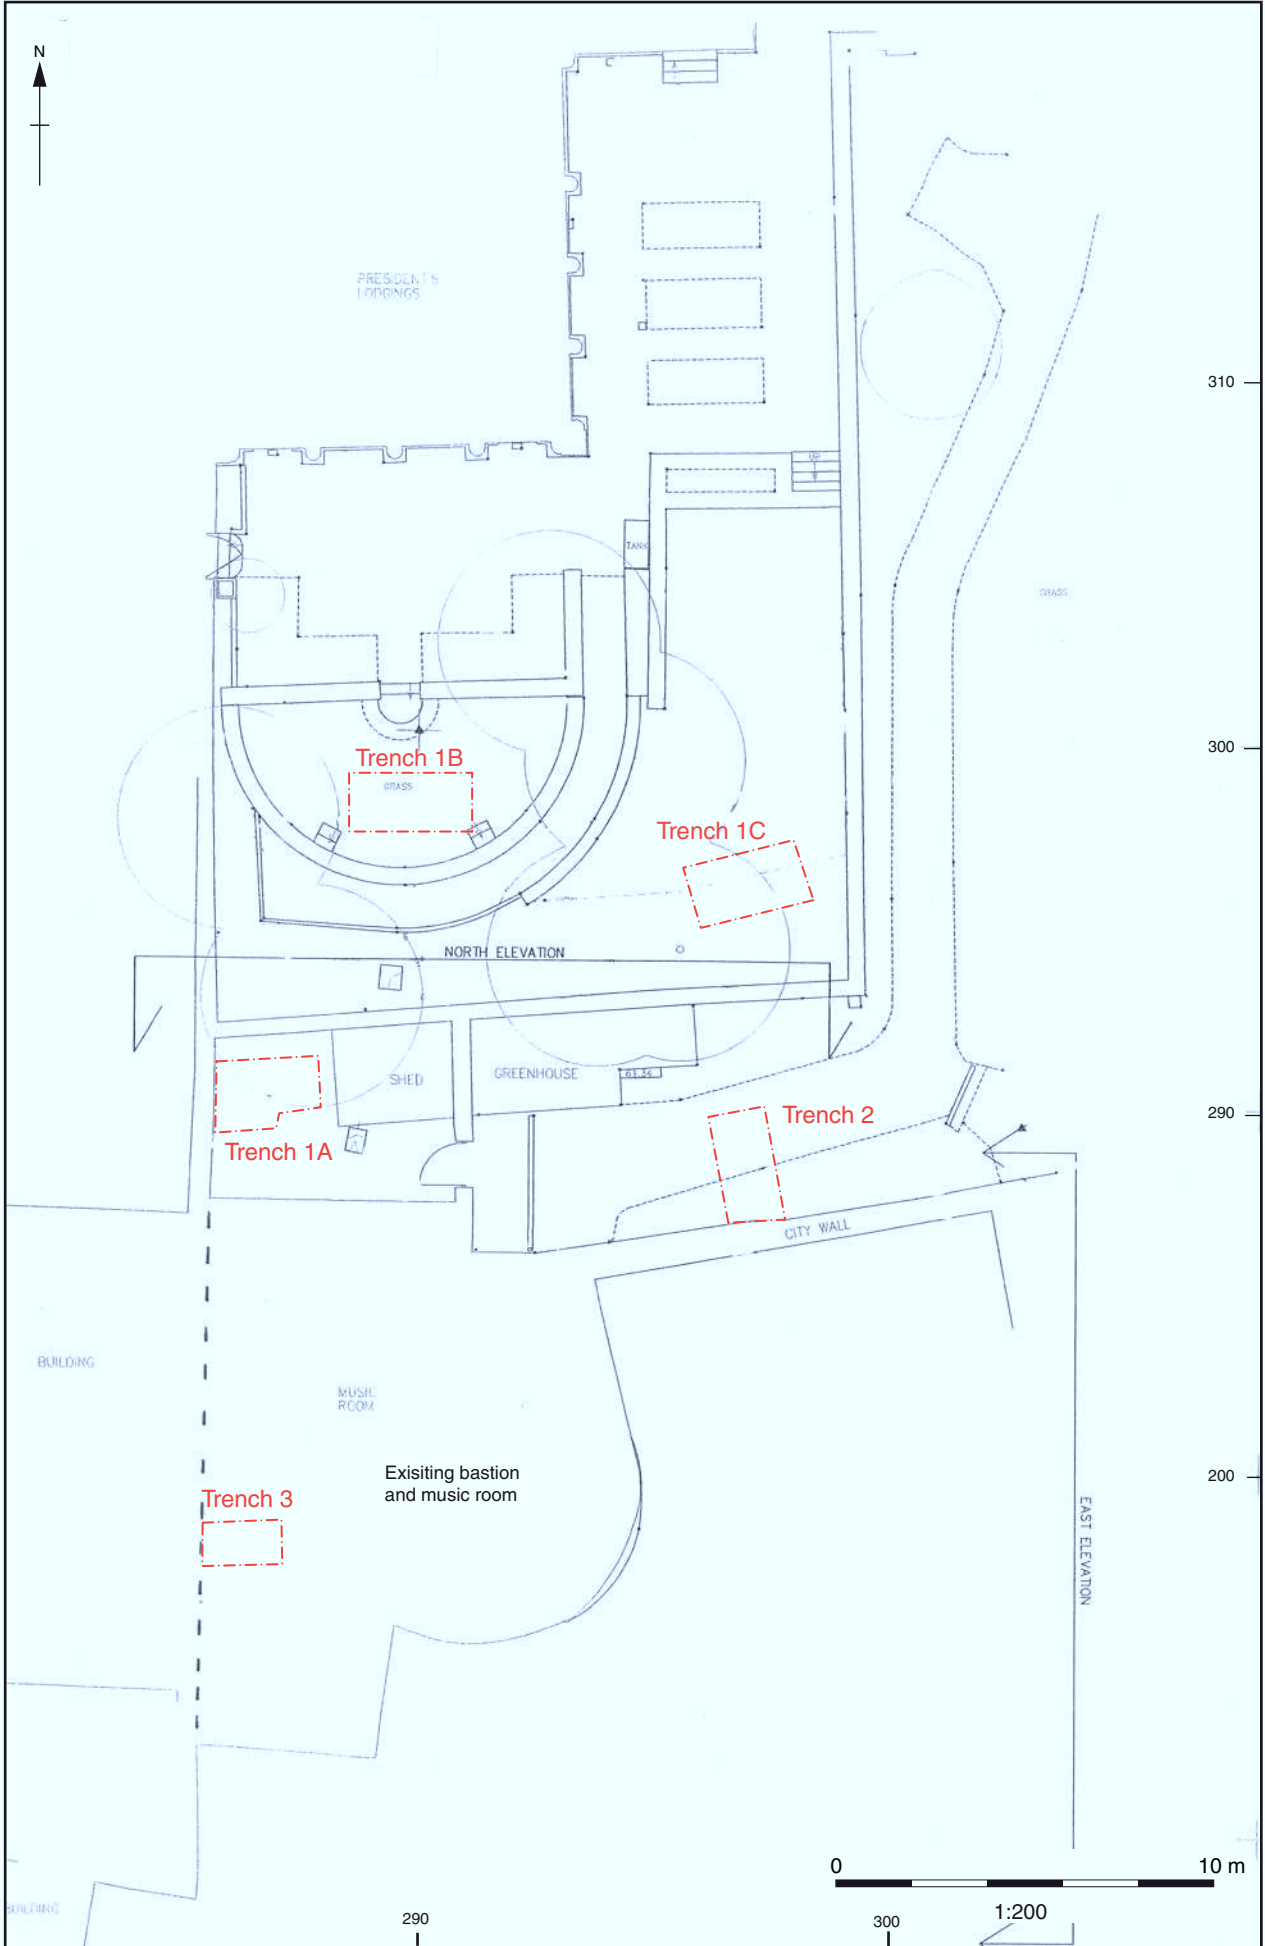 N
PRESIDENT'S
LODGINGS
310
UP
TANK
GRASS
300
Trench 1B
GRASS
Trench 1C
NORTH ELEVATION
SHED
GREENHOUSE
61.34
290
Trench 2
Trench 1A
CITY WALL
BUILDING
MUSIC
ROOM
Exisiting bastion
and music room
200
Trench 3
EAST ELEVATION
0
10 m
1:200
BUILDING
290
300